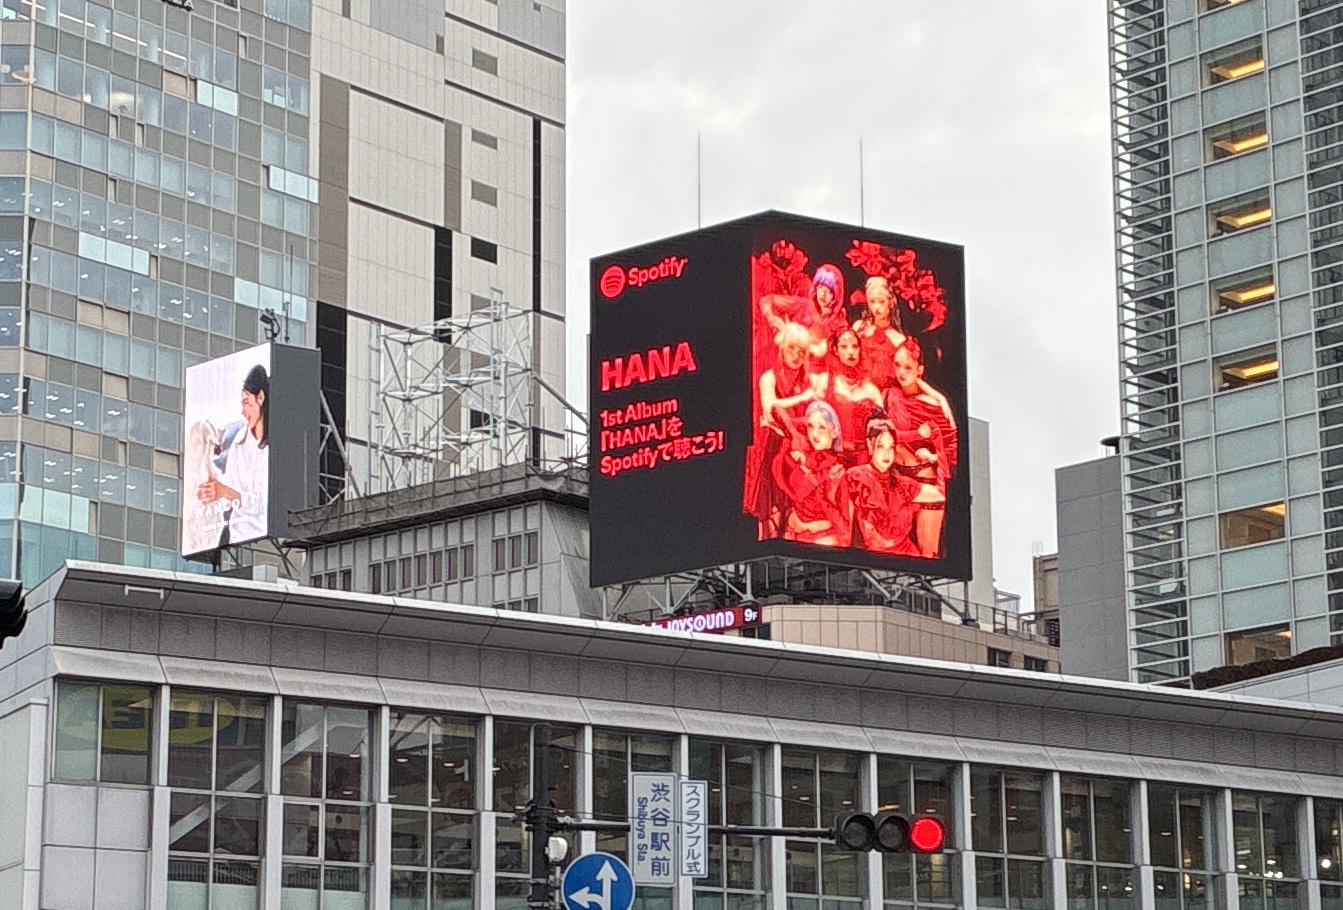 Spotify
HANA
1st Album
『HANA』を
Spotifyで聴こう!
JOYSOUND 9F
渋谷駅前
Shibuya Sta.
スクランブル式